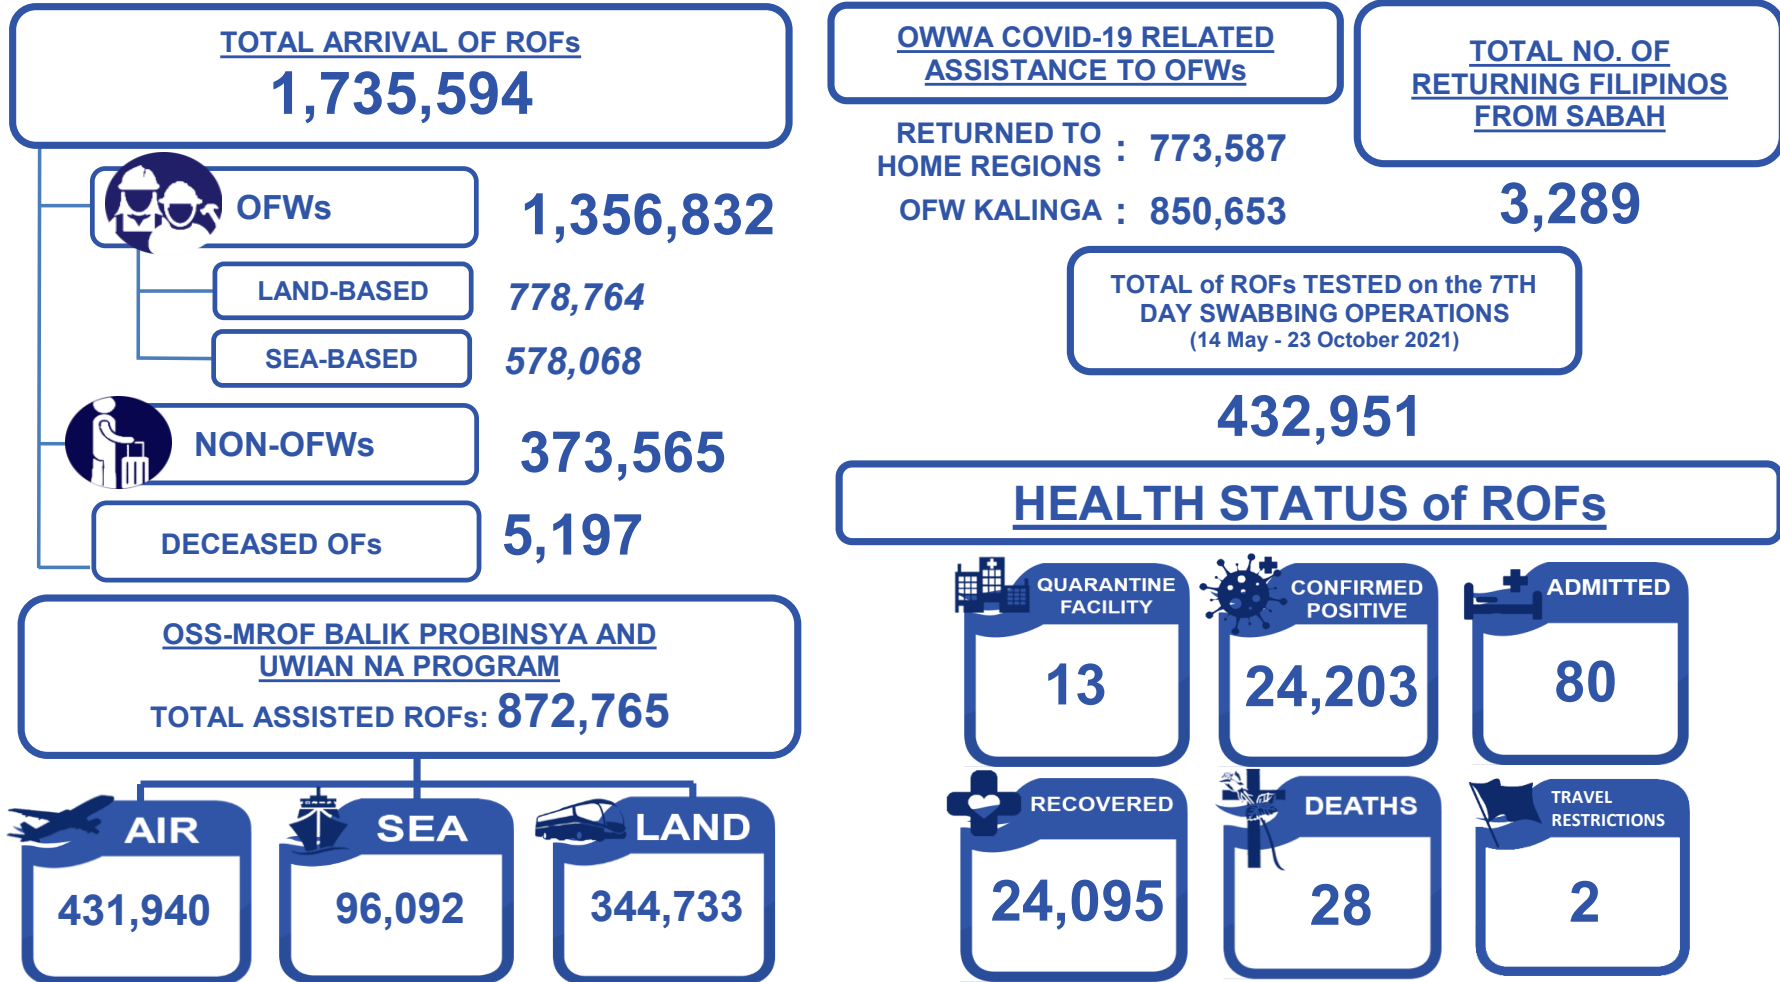 TOTAL ARRIVAL OF ROFs
1,735,594
OFWs
1,356,832
LAND-BASED
778,764
SEA-BASED
578,068
NON-OFWs
373,565
DECEASED OFs
5,197
OSS-MROF BALIK PROBINSYA AND
UWIAN NA PROGRAM
TOTAL ASSISTED ROFs: 872,765
AIR
431,940
SEA
96,092
LAND
344,733
OWWA COVID-19 RELATED
ASSISTANCE TO OFWs
RETURNED TO
HOME REGIONS : 773,587
OFW KALINGA : 850,653
TOTAL NO. OF
RETURNING FILIPINOS
FROM SABAH
3,289
TOTAL of ROFs TESTED on the 7TH
DAY SWABBING OPERATIONS
(14 May - 23 October 2021)
432,951
HEALTH STATUS of ROFs
QUARANTINE
FACILITY
13
CONFIRMED
POSITIVE
24,203
ADMITTED
80
RECOVERED
24,095
DEATHS
28
TRAVEL
RESTRICTIONS
2